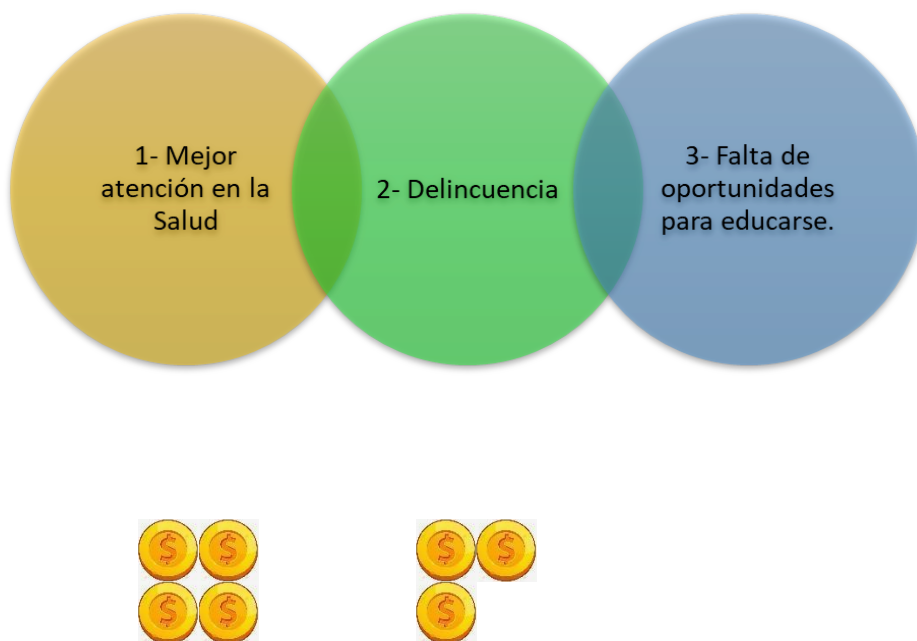 1- Mejor
atención en la
Salud
2- Delincuencia
3- Falta de
oportunidades
para educarse.
$ $
$ $
$ $
$